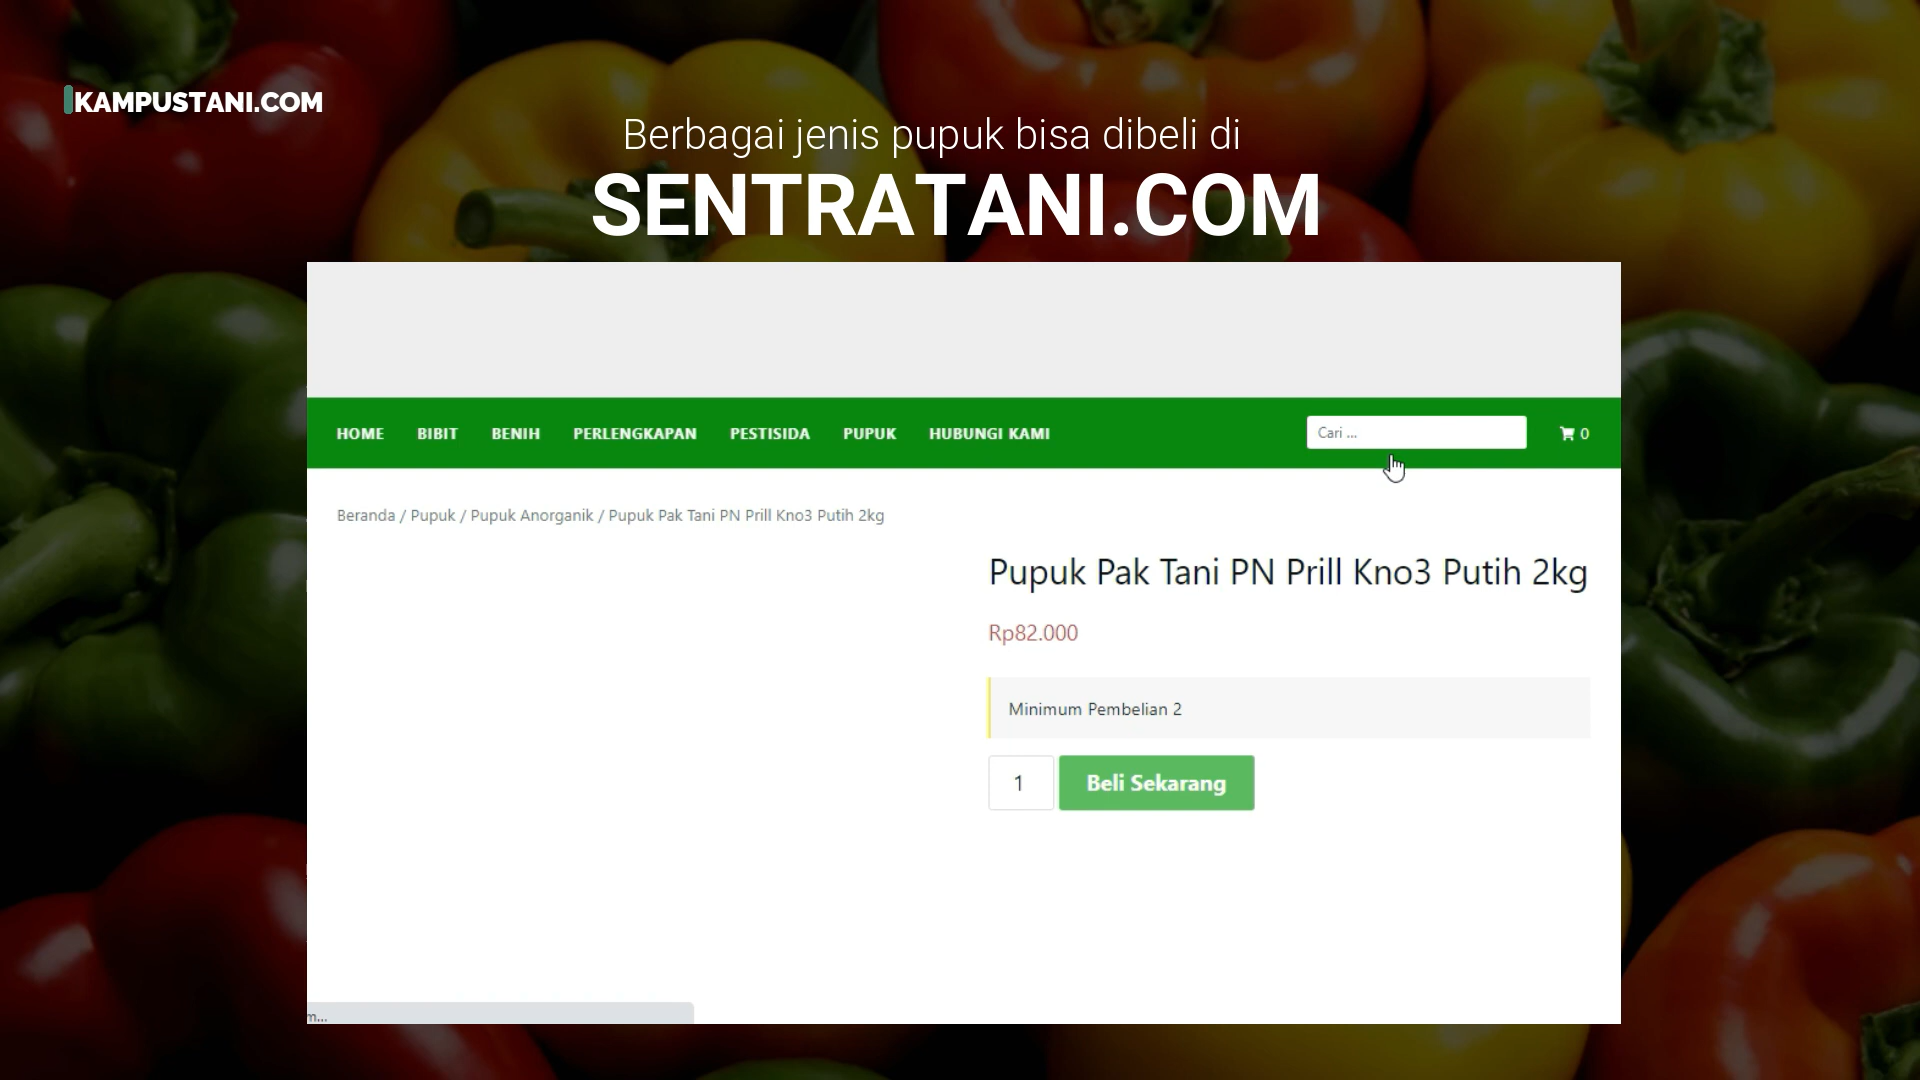 KAMPUSTANI.COM
Berbagai jenis pupuk bisa dibeli di
SENTRATANI.COM
HOME BIBIT BENIH PERLENGKAPAN PESTISIDA PUPUK HUBUNGI KAMI Cari ... 0
Beranda / Pupuk / Pupuk Anorganik / Pupuk Pak Tani PN Prill Kno3 Putih 2kg
Pupuk Pak Tani PN Prill Kno3 Putih 2kg
Rp82.000
Minimum Pembelian 2
1 Beli Sekarang
m...